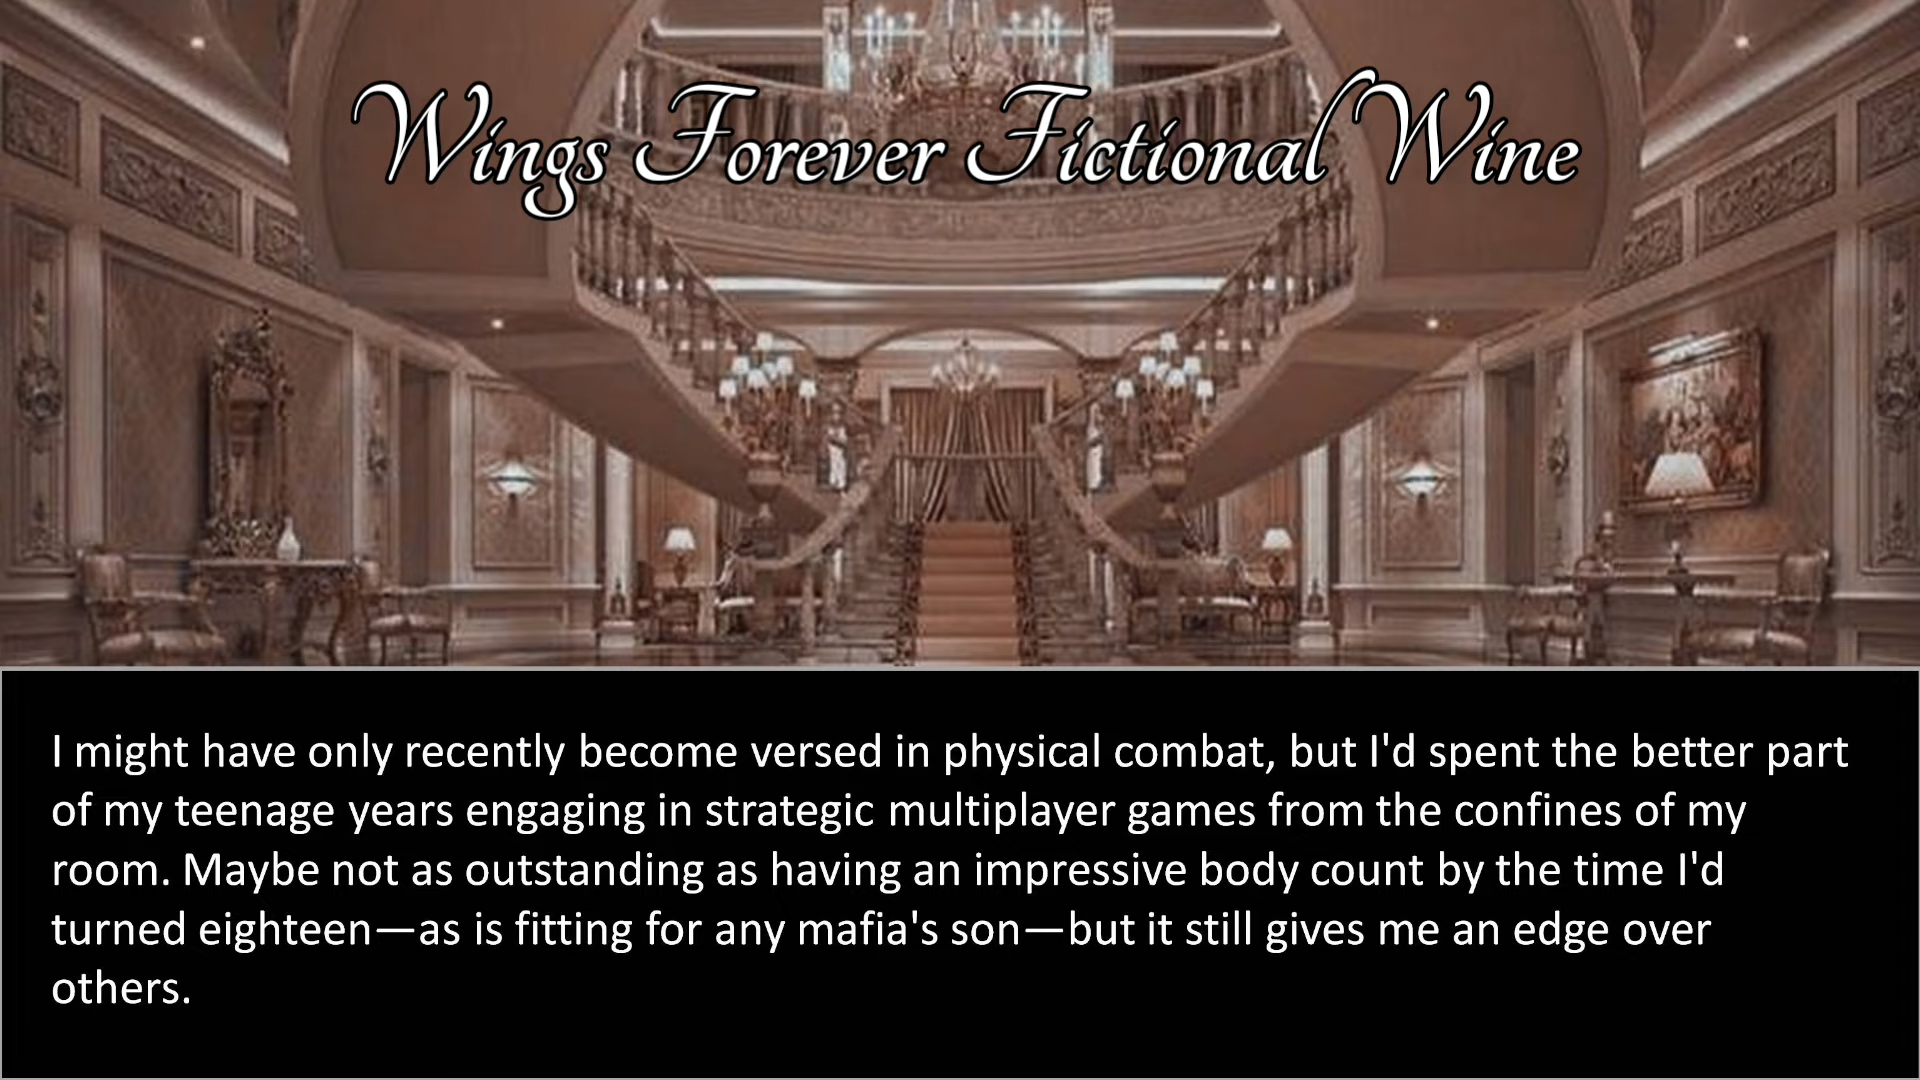 Wings Forever Fictional Wine
I might have only recently become versed in physical combat, but I'd spent the better part
of my teenage years engaging in strategic multiplayer games from the confines of my
room. Maybe not as outstanding as having an impressive body count by the time I'd
turned eighteen—as is fitting for any mafia's son—but it still gives me an edge over
others.